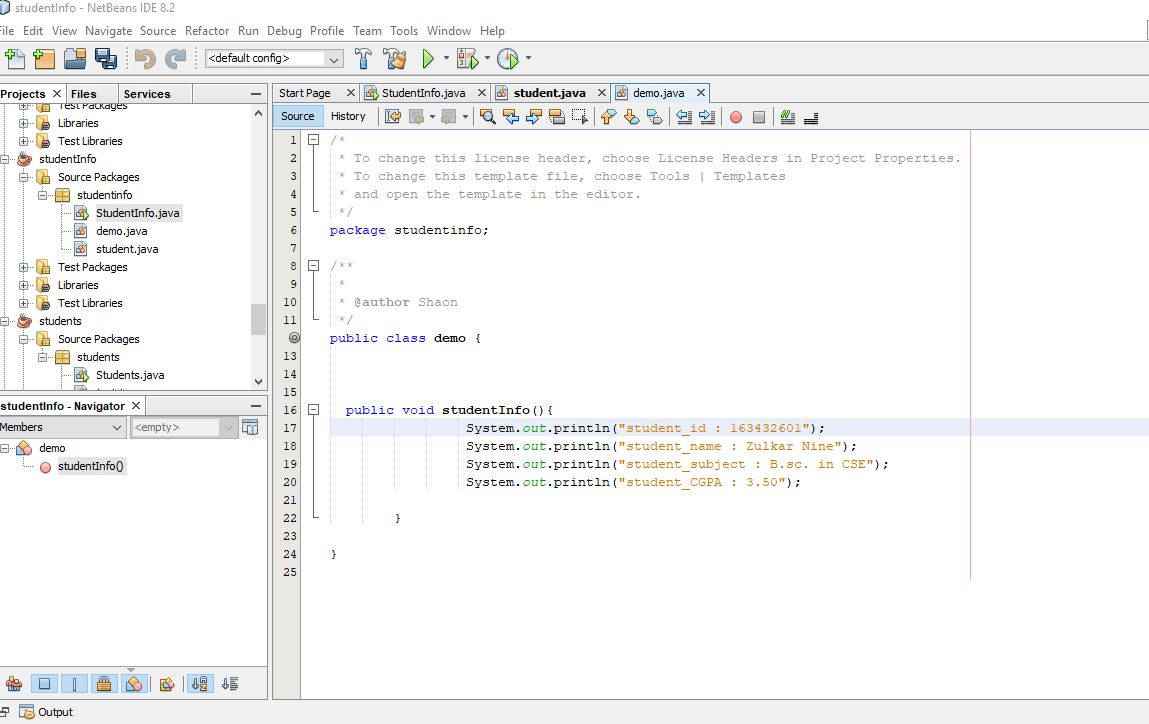 studentInfo - NetBeans IDE 8.2
File Edit View Navigate Source Refactor Run Debug Profile Team Tools Window Help
<default config>
Projects Files Services
Test Packages
Libraries
Test Libraries
studentInfo
Source Packages
studentinfo
StudentInfo.java
demo.java
student.java
Test Packages
Libraries
Test Libraries
students
Source Packages
students
Students.java
studentInfo - Navigator
Members <empty>
demo
studentInfo()
Start Page StudentInfo.java student.java demo.java
Source History
1 /*
2 * To change this license header, choose License Headers in Project Properties.
3 * To change this template file, choose Tools | Templates
4 * and open the template in the editor.
5 */
6 package studentinfo;
7
8 /**
9 *
10 * @author Shaon
11 */
public class demo {
13
14
15
16 public void studentInfo(){
17 System.out.println("student_id : 163432601");
18 System.out.println("student_name : Zulkar Nine");
19 System.out.println("student_subject : B.sc. in CSE");
20 System.out.println("student_CGPA : 3.50");
21
22 }
23
24 }
25
Output